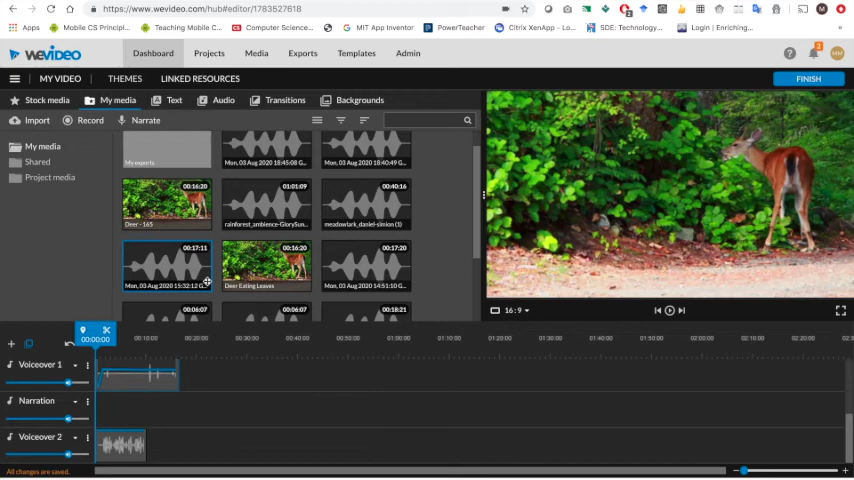 https://www.wevideo.com/hub#editor/1783527618
Apps Mobile CS Princip... Teaching Mobile C... Computer Science... MIT App Inventor PowerTeacher Citrix XenApp - Lo... SDE: Technology... Login | Enriching...
WEVIDEO Dashboard Projects Media Exports Templates Admin ? 2 MM
MY VIDEO THEMES LINKED RESOURCES FINISH
Stock media My media Text Audio Transitions Backgrounds
Import Record Narrate
My media
Shared
Project media
My exports Mon, 03 Aug 2020 18:45:08 G... Mon, 03 Aug 2020 18:40:49 G...
00:16:20 01:01:09 00:40:16
Deer - 165 rainforest_ambience-GlorySun... meadowlark_daniel-simion (1)
00:17:11 00:16:20 00:17:20
Mon, 03 Aug 2020 15:32:12 G... Deer Eating Leaves Mon, 03 Aug 2020 14:51:10 G...
00:06:07 00:06:07 00:18:21
16:9
00:00:00 00:10:00 00:20:00 00:30:00 00:40:00 00:50:00 01:00:00 01:10:00 01:20:00 01:30:00 01:40:00 01:50:00 02:00:00 02:10:00 02:20:00 02:3
Voiceover 1
Narration
Voiceover 2
All changes are saved.